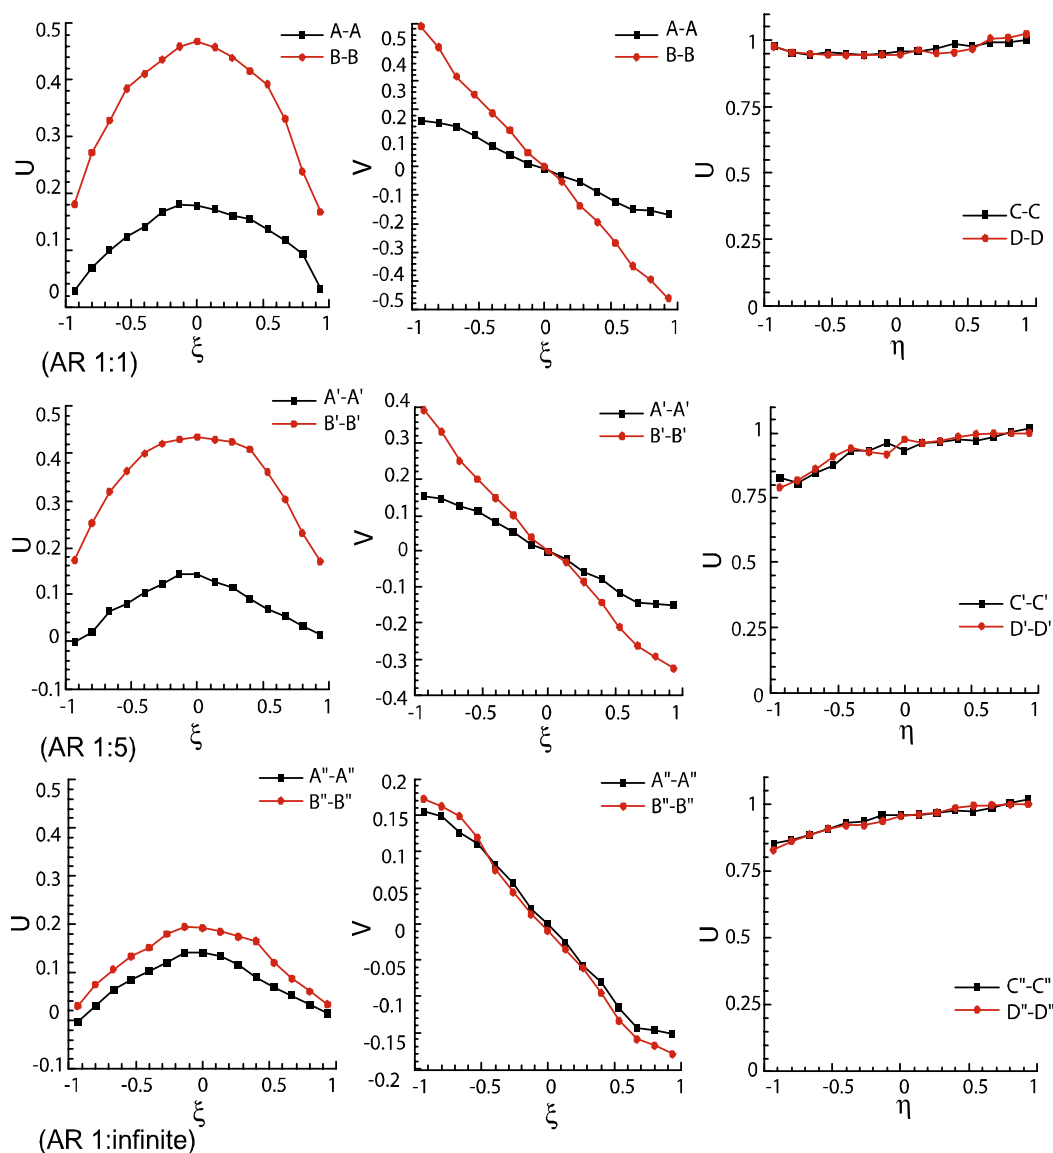 A-A
B-B
0.5
0.4
0.3
0.2
0.1
0
U
-1
-0.5
0
0.5
1
ξ
A-A
B-B
0.5
0.4
0.3
0.2
0.1
0
-0.1
-0.2
-0.3
-0.4
-0.5
V
-1
-0.5
0
0.5
1
ξ
1
0.75
0.5
0.25
0
U
C-C
D-D
-1
-0.5
0
0.5
1
η
(AR 1:1)
A'-A'
B'-B'
0.5
0.4
0.3
0.2
0.1
0
-0.1
U
-1
-0.5
0
0.5
1
ξ
A'-A'
B'-B'
0.4
0.3
0.2
0.1
0
-0.1
-0.2
-0.3
-0.4
V
-1
-0.5
0
0.5
1
ξ
1
0.75
0.5
0.25
0
U
C'-C'
D'-D'
-1
-0.5
0
0.5
1
η
(AR 1:5)
A"-A"
B"-B"
0.5
0.4
0.3
0.2
0.1
0
-0.1
U
-1
-0.5
0
0.5
1
ξ
A"-A"
B"-B"
0.2
0.15
0.1
0.05
0
-0.05
-0.1
-0.15
-0.2
V
-1
-0.5
0
0.5
1
ξ
1
0.75
0.5
0.25
0
U
C"-C"
D"-D"
-1
-0.5
0
0.5
1
η
(AR 1:infinite)